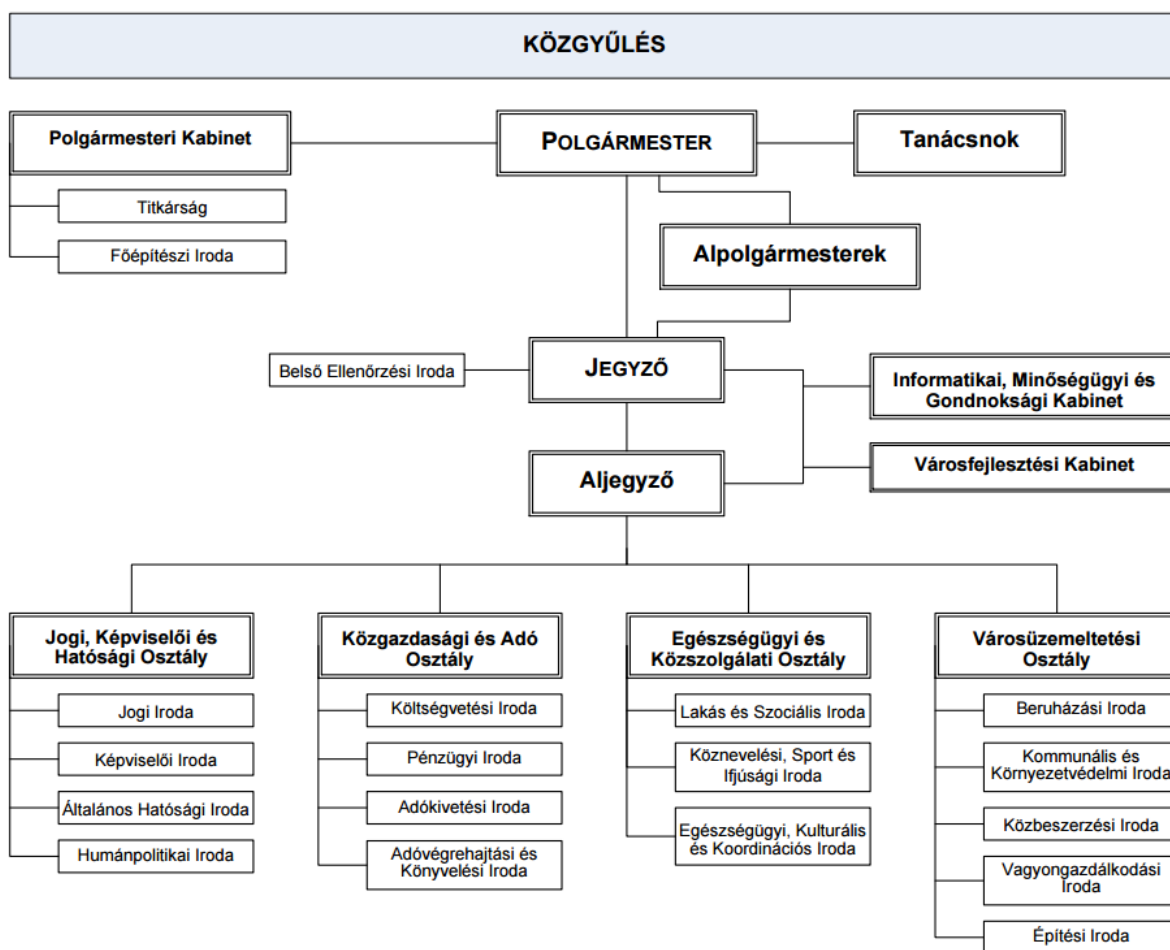 KÖZGYŰLÉS
Polgármesteri Kabinet
POLGÁRMESTER
Tanácsnok
Titkárság
Főépítészi Iroda
Alpolgármesterek
Belső Ellenőrzési Iroda
JEGYZŐ
Informatikai, Minőségügyi és
Gondnoksági Kabinet
Aljegyző
Városfejlesztési Kabinet
Jogi, Képviselői és
Hatósági Osztály
Jogi Iroda
Képviselői Iroda
Általános Hatósági Iroda
Humánpolitikai Iroda
Közgazdasági és Adó
Osztály
Költségvetési Iroda
Pénzügyi Iroda
Adókivetési Iroda
Adóvégrehajtási és
Könyvelési Iroda
Egészségügyi és
Közszolgálati Osztály
Lakás és Szociális Iroda
Köznevelési, Sport és
Ifjúsági Iroda
Egészségügyi, Kulturális
és Koordinációs Iroda
Városüzemeltetési
Osztály
Beruházási Iroda
Kommunális és
Környezetvédelmi Iroda
Közbeszerzési Iroda
Vagyongazdálkodási
Iroda
Építési Iroda